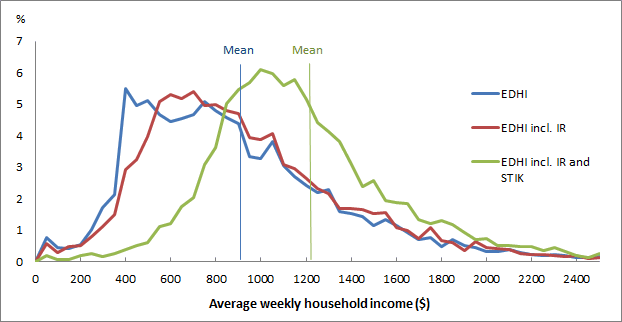 %
7
6
5
4
3
2
1
0
Mean
Mean
EDHI
EDHI incl. IR
EDHI incl. IR and
STIK
0 200 400 600 800 1000 1200 1400 1600 1800 2000 2200 2400
Average weekly household income ($)